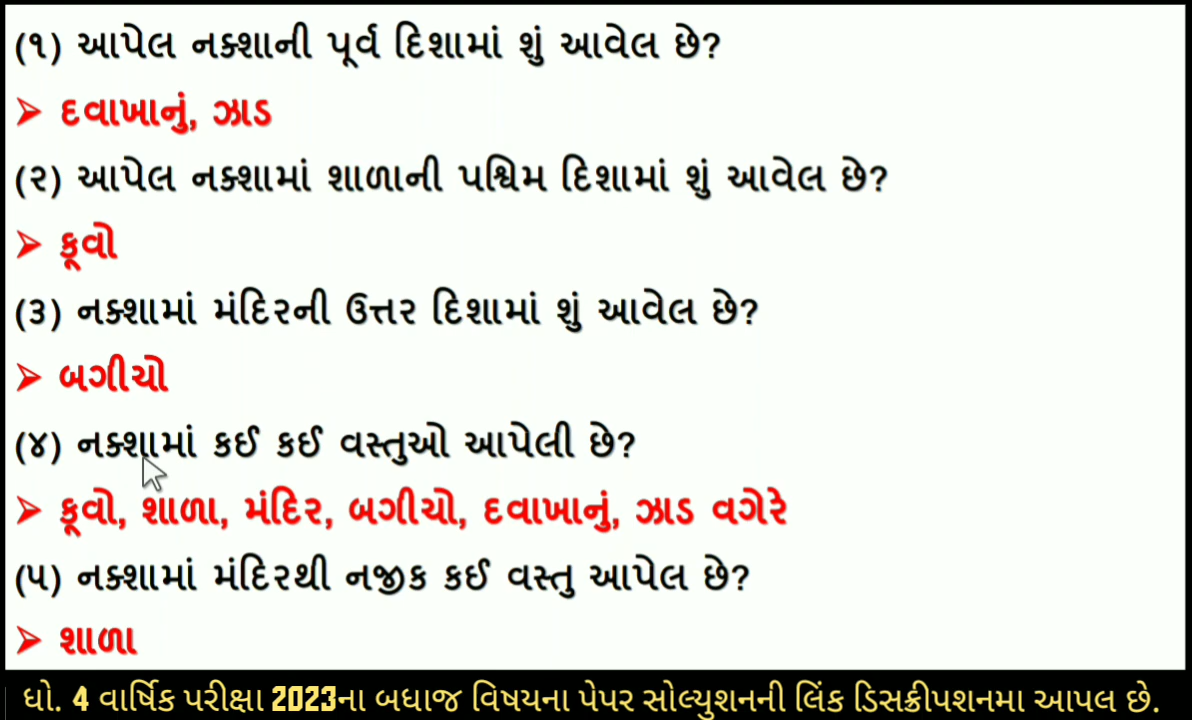 (૧) આપેલ નક્શાની પૂર્વ દિશામાં શું આવેલ છે?
➢ દવાખાનું, ઝાડ
(૨) આપેલ નક્શામાં શાળાની પશ્ચિમ દિશામાં શું આવેલ છે?
➢ કૂવો
(૩) નક્શામાં મંદિરની ઉત્તર દિશામાં શું આવેલ છે?
➢ બગીચો
(૪) નક્શામાં કઈ કઈ વસ્તુઓ આપેલી છે?
➢ કૂવો, શાળા, મંદિર, બગીચો, દવાખાનું, ઝાડ વગેરે
(૫) નક્શામાં મંદિરથી નજીક કઈ વસ્તુ આપેલ છે?
➢ શાળા
ધો. 4 વાર્ષિક પરીક્ષા 2023ના બધાજ વિષયના પેપર સોલ્યુશનની લિંક ડિસક્રીપશનમા આપલ છે.